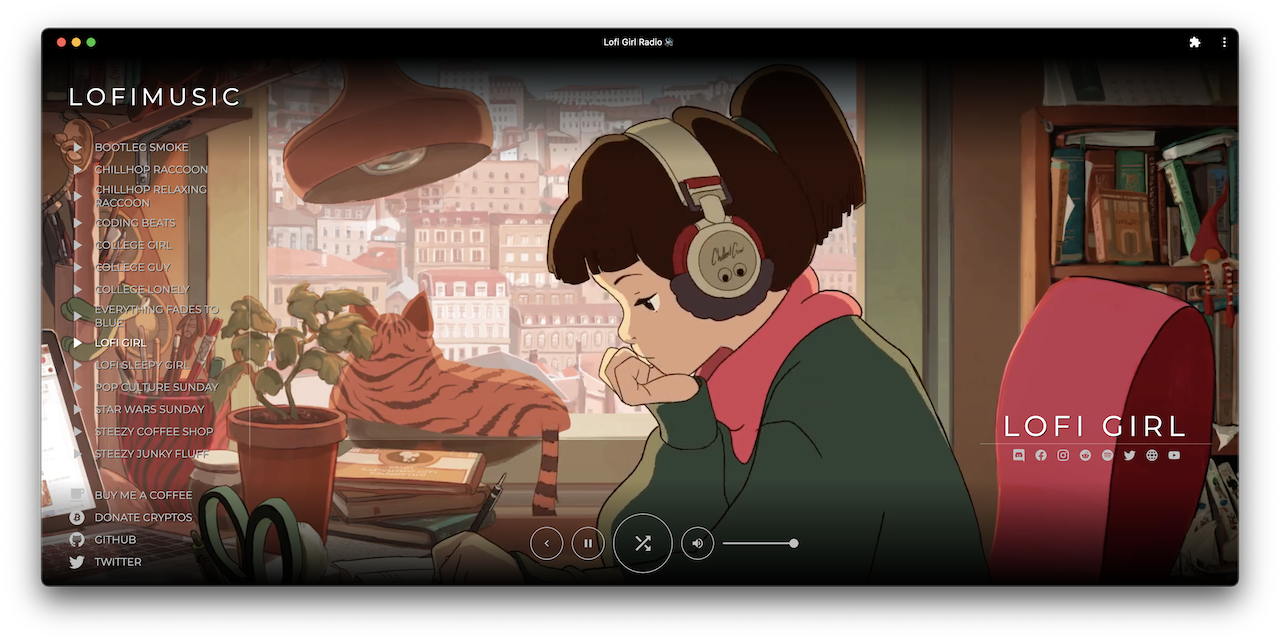 Lofi Girl Radio
LOFIMUSIC
BOOTLEG SMOKE
CHILLHOP RACCOON
CHILLHOP RELAXING
RACCOON
CODING BEATS
COLLEGE GIRL
COLLEGE GUY
COLLEGE LONELY
EVERYTHING FADES TO
BLUE
LOFI GIRL
LOFI SLEEPY GIRL
POP CULTURE SUNDAY
STAR WARS SUNDAY
STEEZY COFFEE SHOP
STEEZY JUNKY FLUFF
BUY ME A COFFEE
DONATE CRYPTOS
GITHUB
TWITTER
LOFI GIRL